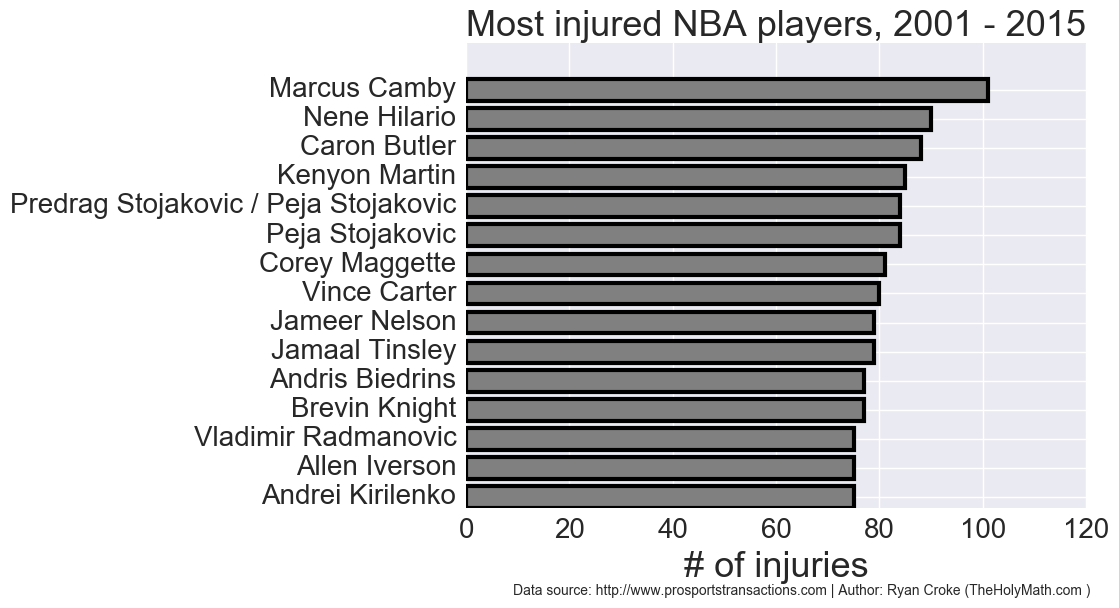 Most injured NBA players, 2001 - 2015
Marcus Camby
Nene Hilario
Caron Butler
Kenyon Martin
Predrag Stojakovic / Peja Stojakovic
Peja Stojakovic
Corey Maggette
Vince Carter
Jameer Nelson
Jamaal Tinsley
Andris Biedrins
Brevin Knight
Vladimir Radmanovic
Allen Iverson
Andrei Kirilenko
0 20 40 60 80 100 120
# of injuries
Data source: http://www.prosportstransactions.com | Author: Ryan Croke (TheHolyMath.com )